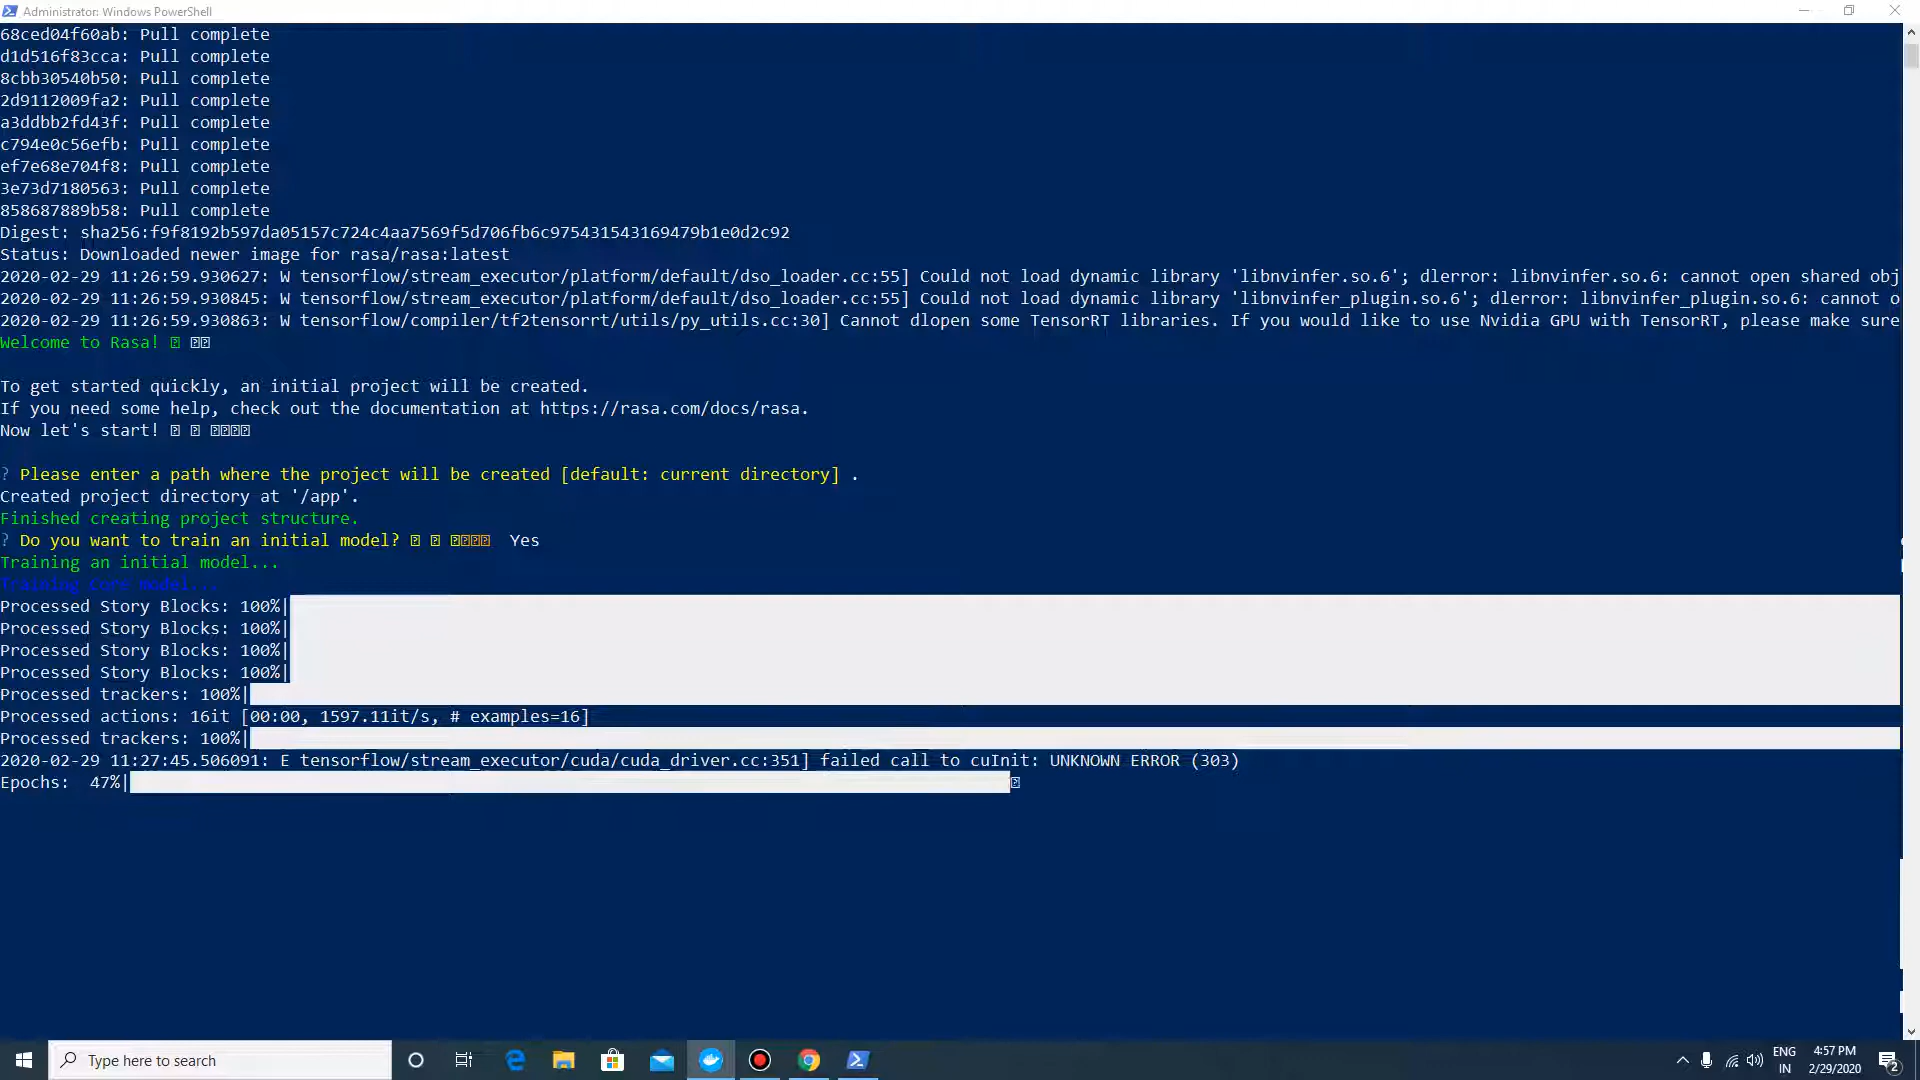 Administrator: Windows PowerShell
68ced04f60ab: Pull complete
d1d516f83cca: Pull complete
8cbb30540b50: Pull complete
2d9112009fa2: Pull complete
a3ddbb2fd43f: Pull complete
c794e0c56efb: Pull complete
ef7e68e704f8: Pull complete
3e73d7180563: Pull complete
858687889b58: Pull complete
Digest: sha256:f9f8192b597da05157c724c4aa7569f5d706fb6c975431543169479b1e0d2c92
Status: Downloaded newer image for rasa/rasa:latest
2020-02-29 11:26:59.930627: W tensorflow/stream_executor/platform/default/dso_loader.cc:55] Could not load dynamic library 'libnvinfer.so.6'; dlerror: libnvinfer.so.6: cannot open shared obj
2020-02-29 11:26:59.930845: W tensorflow/stream_executor/platform/default/dso_loader.cc:55] Could not load dynamic library 'libnvinfer_plugin.so.6'; dlerror: libnvinfer_plugin.so.6: cannot o
2020-02-29 11:26:59.930863: W tensorflow/compiler/tf2tensorrt/utils/py_utils.cc:30] Cannot dlopen some TensorRT libraries. If you would like to use Nvidia GPU with TensorRT, please make sure
Welcome to Rasa!
To get started quickly, an initial project will be created.
If you need some help, check out the documentation at https://rasa.com/docs/rasa.
Now let's start!
? Please enter a path where the project will be created [default: current directory] .
Created project directory at '/app'.
Finished creating project structure.
? Do you want to train an initial model? Yes
Training an initial model...
Training Core model...
Processed Story Blocks: 100%|
Processed Story Blocks: 100%|
Processed Story Blocks: 100%|
Processed Story Blocks: 100%|
Processed trackers: 100%|
Processed actions: 16it [00:00, 1597.11it/s, # examples=16]
Processed trackers: 100%|
2020-02-29 11:27:45.506091: E tensorflow/stream_executor/cuda/cuda_driver.cc:351] failed call to cuInit: UNKNOWN ERROR (303)
Epochs: 47%|
Type here to search
ENG
IN
4:57 PM
2/29/2020
2